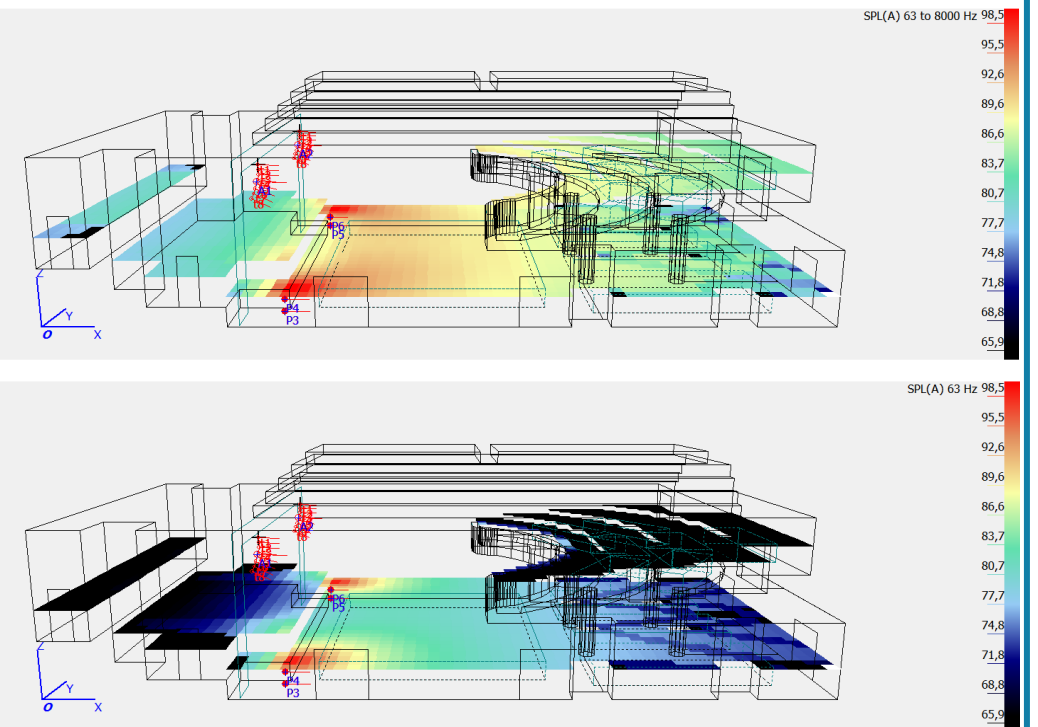 SPL(A) 63 to 8000 Hz 98,5
95,5
92,6
89,6
86,6
83,7
80,7
77,7
74,8
71,8
68,8
65,9
A2
A1
P6
P5
P4
P3
Z
Y
O
X
SPL(A) 63 Hz 98,5
95,5
92,6
89,6
86,6
83,7
80,7
77,7
74,8
71,8
68,8
65,9
A2
P6
P5
P4
P3
Z
Y
O
X